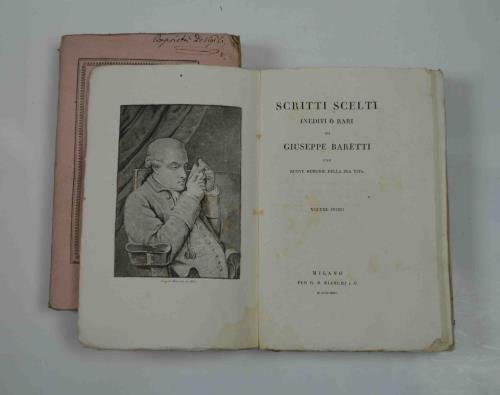 SCRITTI SCELTI
INEDITI O RARI
DI
GIUSEPPE BARETTI
CON
NUOVE MEMORIE DELLA SUA VITA
VOLUME PRIMO
MILANO
PER G. B. BIANCHI E C.